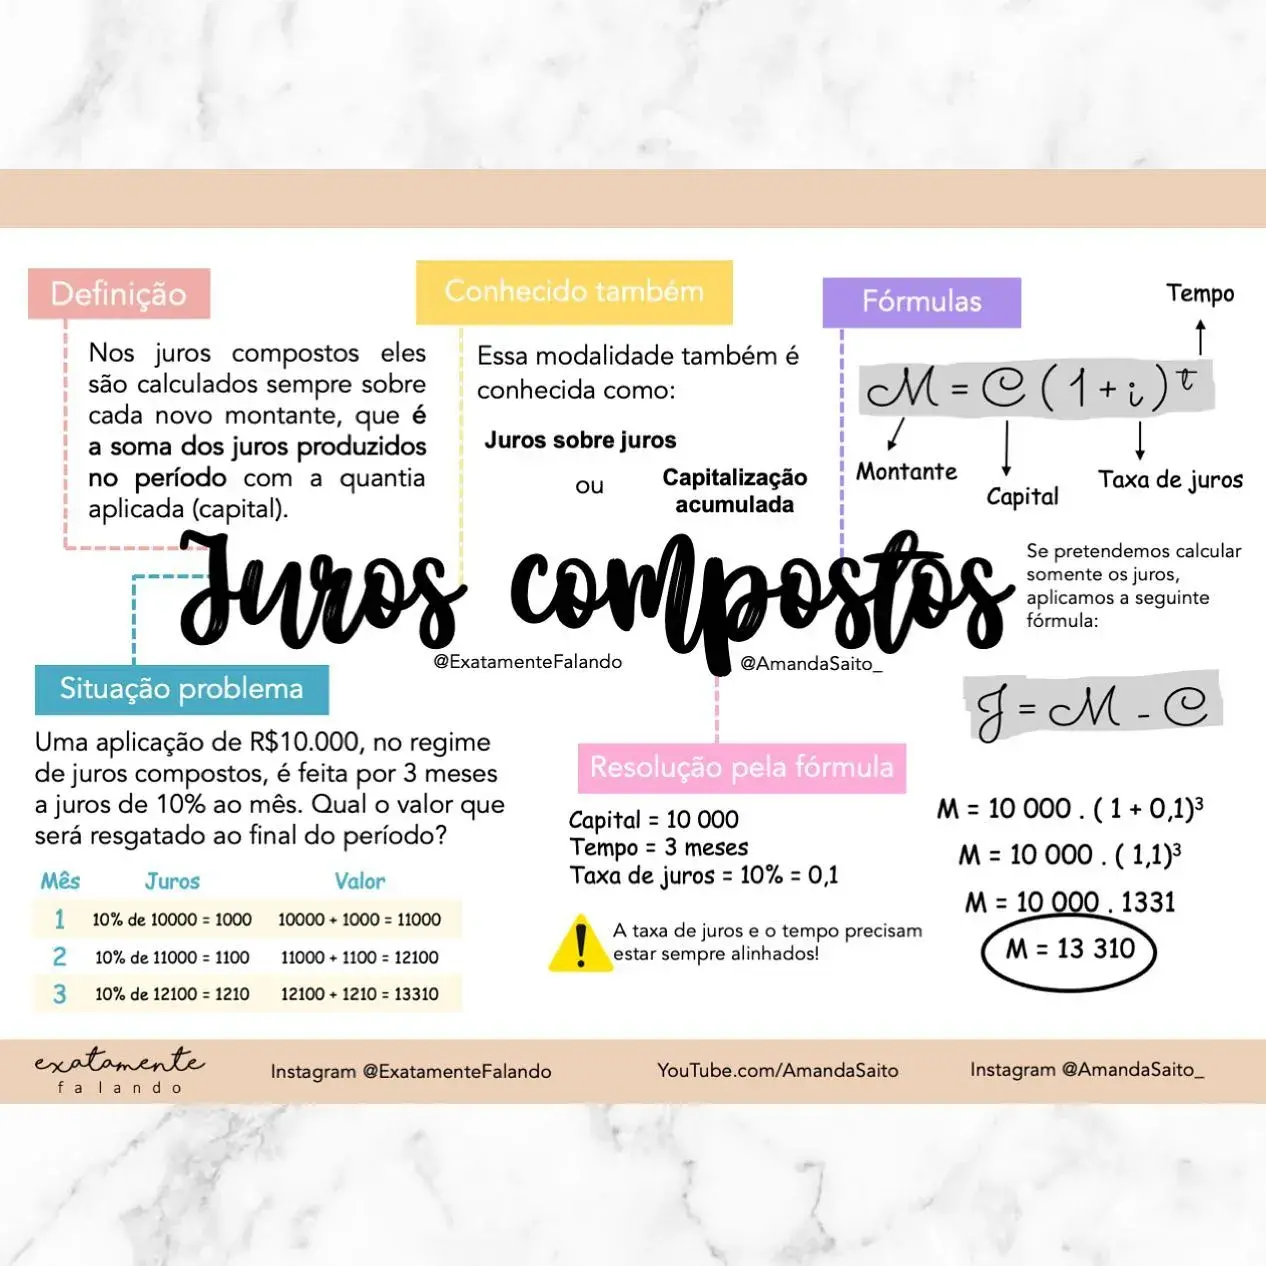 Definição
Nos juros compostos eles
são calculados sempre sobre
cada novo montante, que é
a soma dos juros produzidos
no período com a quantia
aplicada (capital).
Conhecido também
Essa modalidade também é
conhecida como:
Juros sobre juros
ou
Capitalização
acumulada
Fórmulas
Tempo
M = C (1+i)ᵗ
Montante
Capital
Taxa de juros
Se pretendemos calcular
somente os juros,
aplicamos a seguinte
fórmula:
J = M - C
Juros compostos
@ExatamenteFalando
@AmandaSaito_
Situação problema
Uma aplicação de R$10.000, no regime
de juros compostos, é feita por 3 meses
a juros de 10% ao mês. Qual o valor que
será resgatado ao final do período?
Mês Juros Valor
1 10% de 10000 = 1000 10000 + 1000 = 11000
2 10% de 11000 = 1100 11000 + 1100 = 12100
3 10% de 12100 = 1210 12100 + 1210 = 13310
Resolução pela fórmula
Capital = 10 000
Tempo = 3 meses
Taxa de juros = 10% = 0,1
A taxa de juros e o tempo precisam
estar sempre alinhados!
M = 10 000 . ( 1 + 0,1)³
M = 10 000 . ( 1,1)³
M = 10 000 . 1331
M = 13 310
exatamente
falando
Instagram @ExatamenteFalando
YouTube.com/AmandaSaito
Instagram @AmandaSaito_